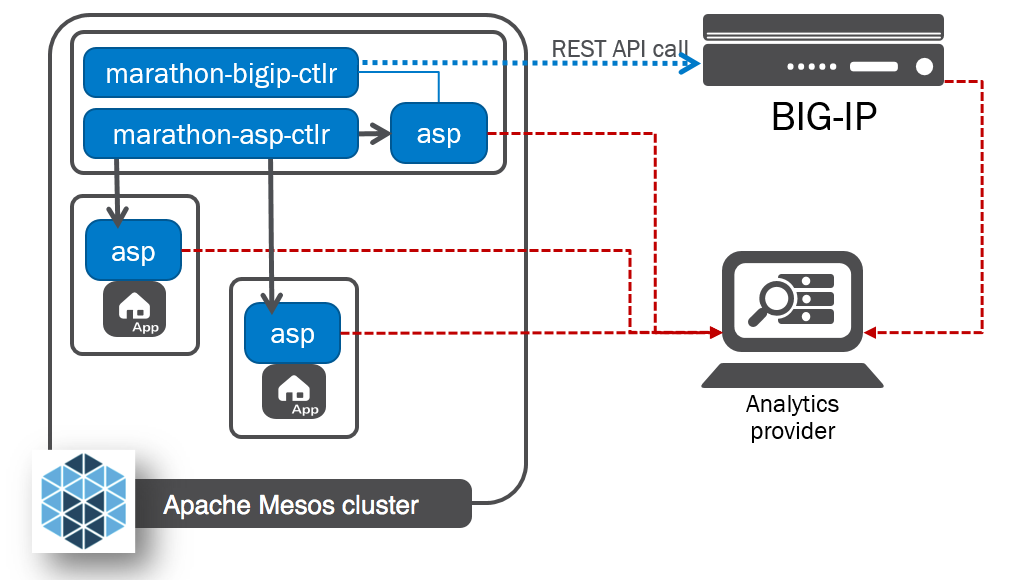 marathon-bigip-ctlr
REST API call
marathon-asp-ctlr
asp
BIG-IP
asp
App
asp
App
Analytics
provider
Apache Mesos cluster